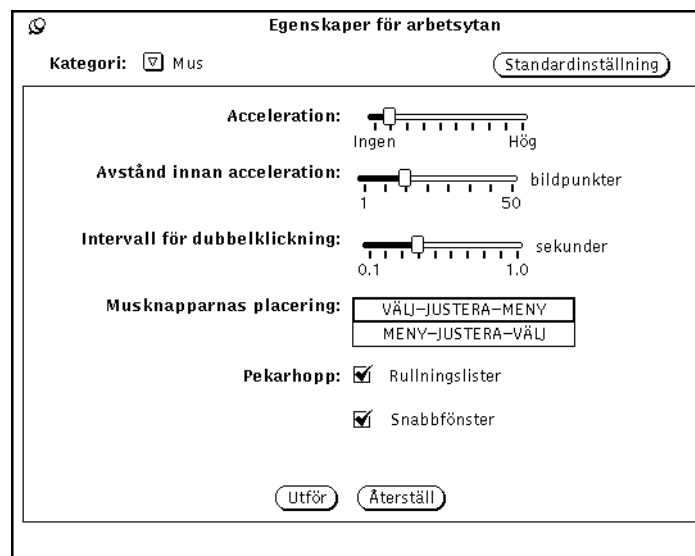 Egenskaper för arbetsytan
Kategori: Mus Standardinställning
Acceleration:
Ingen Hög
Avstånd innan acceleration: bildpunkter
1 50
Intervall för dubbelklickning: sekunder
0.1 1.0
Musknapparnas placering: VÄLJ–JUSTERA–MENY
MENY–JUSTERA–VÄLJ
Pekarhopp: Rullningslister
Snabbfönster
Utför Återställ